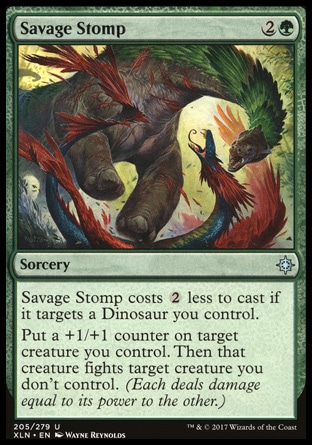 Savage Stomp 2
Sorcery
Savage Stomp costs 2 less to cast if
it targets a Dinosaur you control.
Put a +1/+1 counter on target
creature you control. Then that
creature fights target creature you
don't control. (Each deals damage
equal to its power to the other.)
205/279 U
XLN • EN Wayne Reynolds
™ & © 2017 Wizards of the Coast